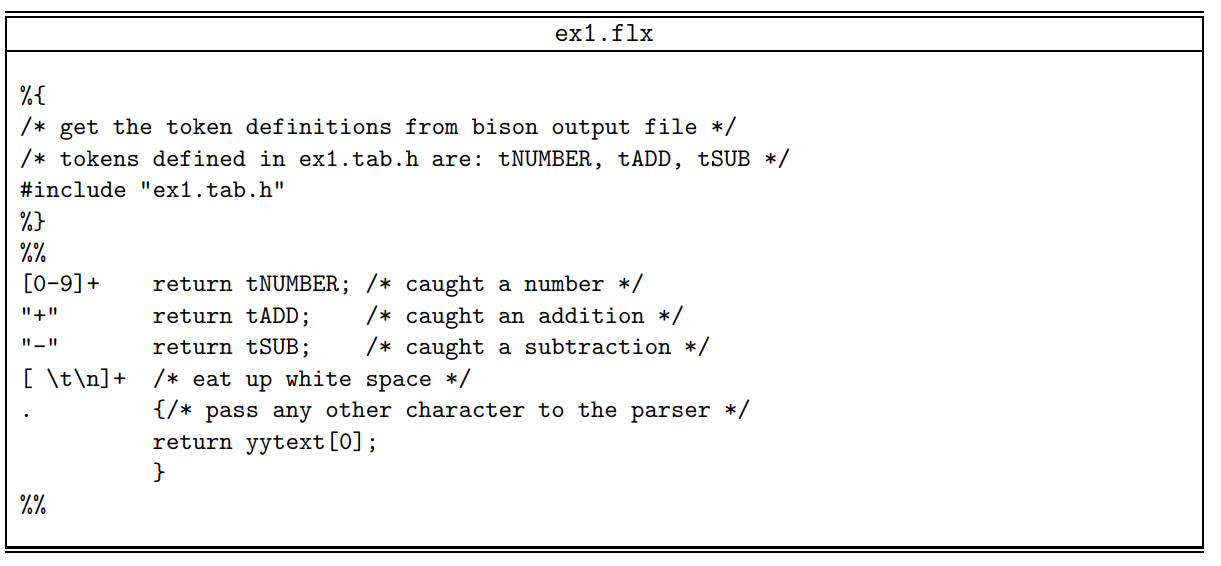 ex1.flx
%{
/* get the token definitions from bison output file */
/* tokens defined in ex1.tab.h are: tNUMBER, tADD, tSUB */
#include "ex1.tab.h"
%}
%%
[0-9]+    return tNUMBER; /* caught a number */
"+"       return tADD;    /* caught an addition */
"-"       return tSUB;    /* caught a subtraction */
[ \t\n]+  /* eat up white space */
.         {/* pass any other character to the parser */
          return yytext[0];
          }
%%